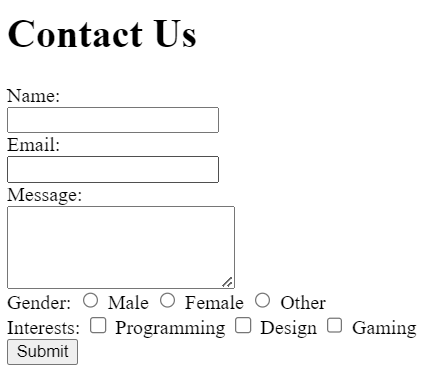 Contact Us
Name:
Email:
Message:
Gender: Male Female Other
Interests: Programming Design Gaming
Submit